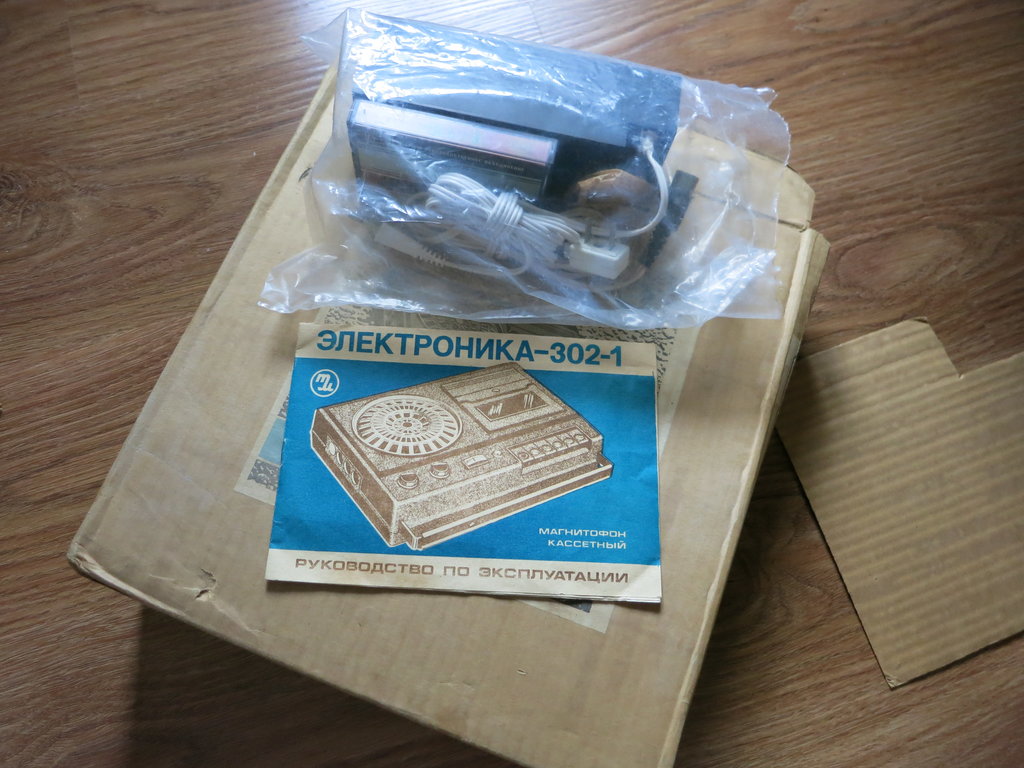 ЭЛЕКТРОНИКА-302-1
МАГНИТОФОН
КАССЕТНЫЙ
РУКОВОДСТВО ПО ЭКСПЛУАТАЦИИ